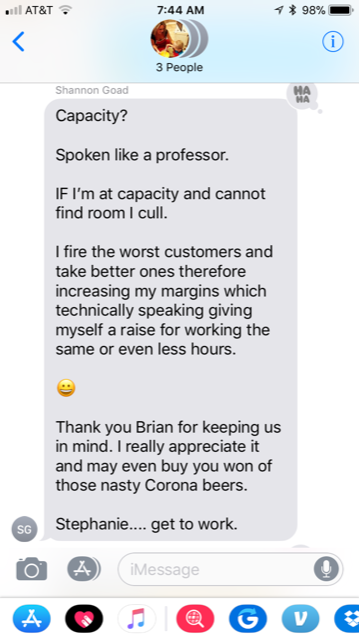 AT&T 7:44 AM 98%
3 People
Shannon Goad
HA
HA
Capacity?
Spoken like a professor.
IF I'm at capacity and cannot
find room I cull.
I fire the worst customers and
take better ones therefore
increasing my margins which
technically speaking giving
myself a raise for working the
same or even less hours.
😀
Thank you Brian for keeping us
in mind. I really appreciate it
and may even buy you won of
those nasty Corona beers.
Stephanie.... get to work.
SG
iMessage